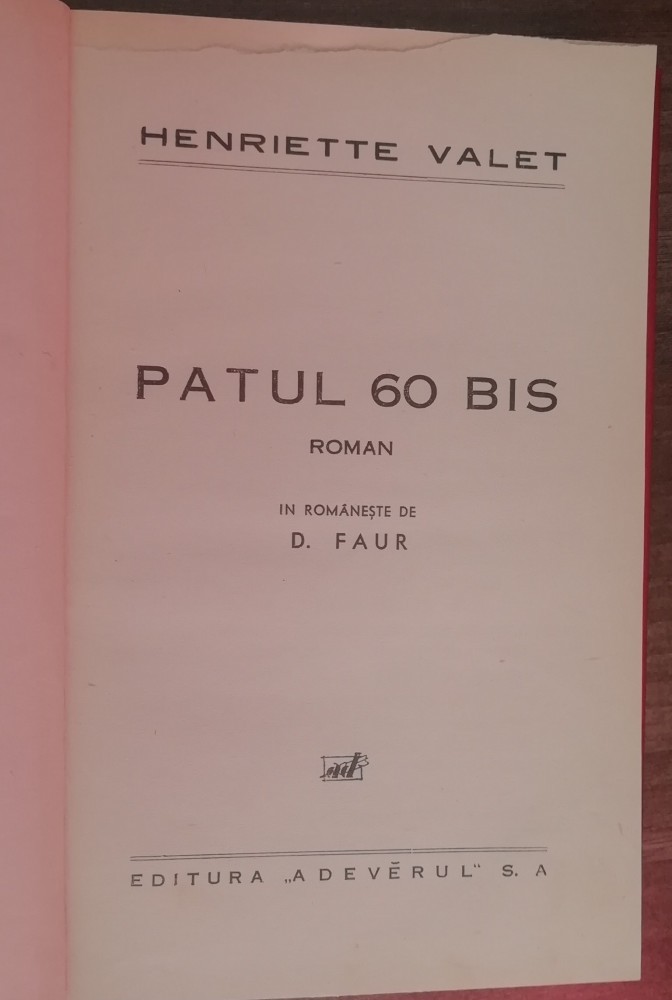 HENRIETTE VALET
PATUL 60 BIS
ROMAN
IN ROMÂNEȘTE DE
D. FAUR
EDITURA „ADEVĔRUL" S. A